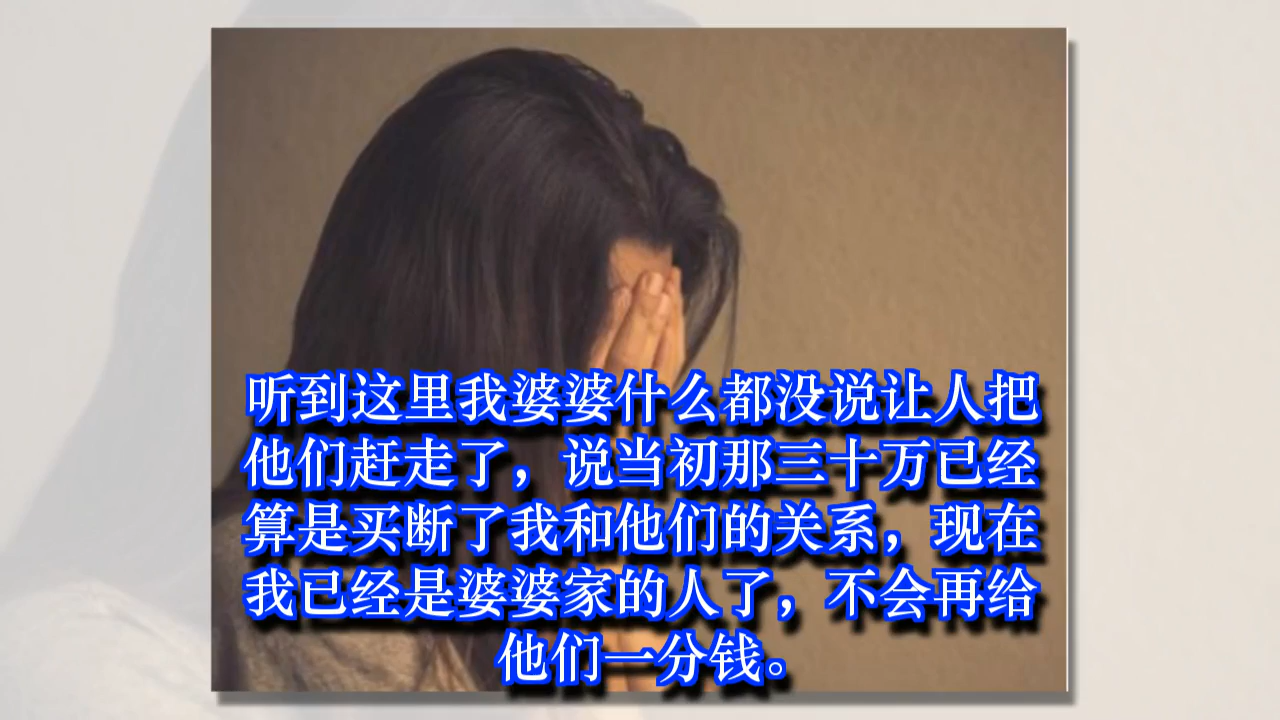 听到这里我婆婆什么都没说让人把
他们赶走了，说当初那三十万已经
算是买断了我和他们的关系，现在
我已经是婆婆家的人了，不会再给
他们一分钱。